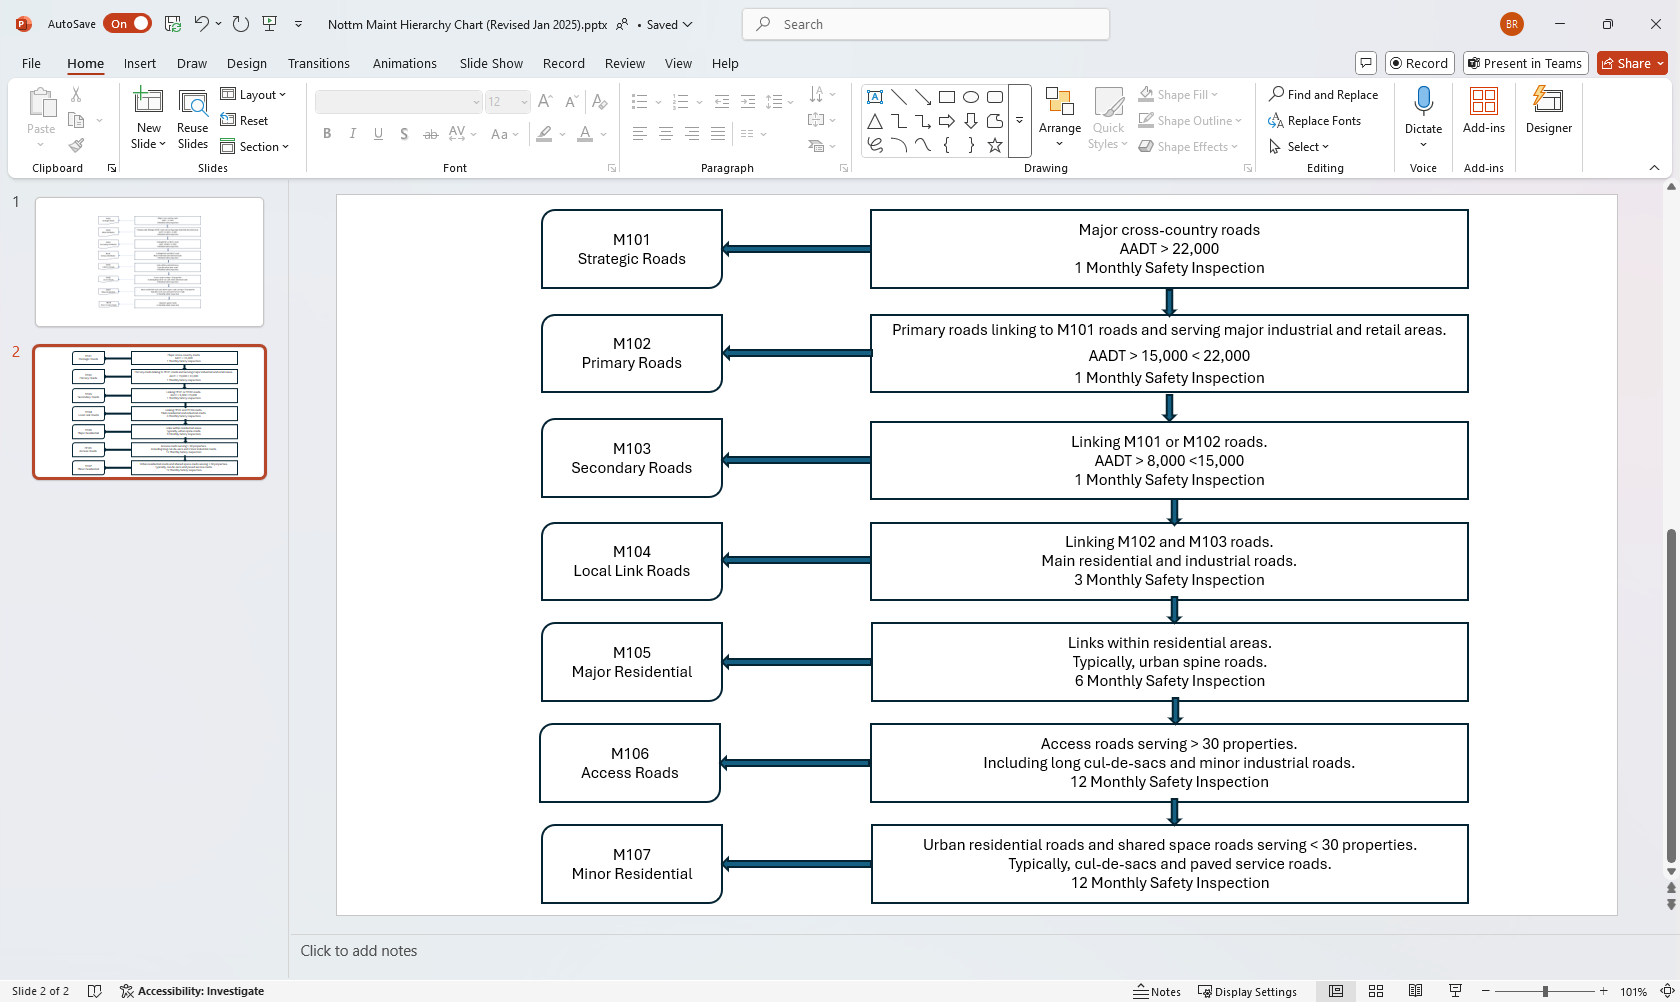 AutoSave On Nottm Maint Hierarchy Chart (Revised Jan 2025).pptx • Saved Search BR
File Home Insert Draw Design Transitions Animations Slide Show Record Review View Help Record Present in Teams Share
Paste
Clipboard
New Slide
Reuse Slides
Layout
Reset
Section
Slides
12
B I U S ab AV Aa A
Font
Paragraph
Arrange
Quick Styles
Shape Fill
Shape Outline
Shape Effects
Drawing
Find and Replace
Replace Fonts
Select
Editing
Dictate
Voice
Add-ins
Add-ins
Designer
1
2
M101
Strategic Roads
Major cross-country roads
AADT > 22,000
1 Monthly Safety Inspection
M102
Primary Roads
Primary roads linking to M101 roads and serving major industrial and retail areas.
AADT > 15,000 < 22,000
1 Monthly Safety Inspection
M103
Secondary Roads
Linking M101 or M102 roads.
AADT > 8,000 <15,000
1 Monthly Safety Inspection
M104
Local Link Roads
Linking M102 and M103 roads.
Main residential and industrial roads.
3 Monthly Safety Inspection
M105
Major Residential
Links within residential areas.
Typically, urban spine roads.
6 Monthly Safety Inspection
M106
Access Roads
Access roads serving > 30 properties.
Including long cul-de-sacs and minor industrial roads.
12 Monthly Safety Inspection
M107
Minor Residential
Urban residential roads and shared space roads serving < 30 properties.
Typically, cul-de-sacs and paved service roads.
12 Monthly Safety Inspection
Click to add notes
Slide 2 of 2 Accessibility: Investigate Notes Display Settings 101%